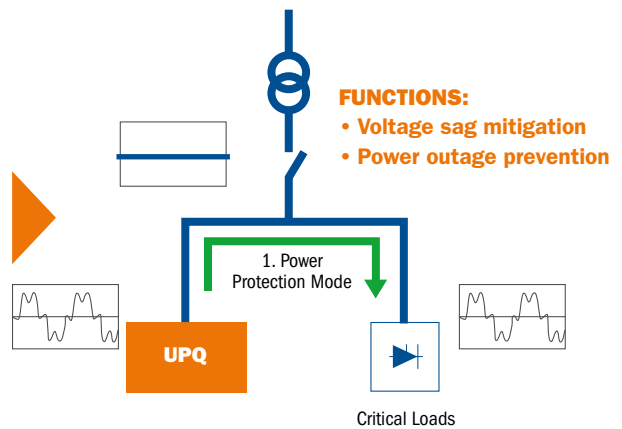 FUNCTIONS:
• Voltage sag mitigation
• Power outage prevention
1. Power
Protection Mode
UPQ
Critical Loads